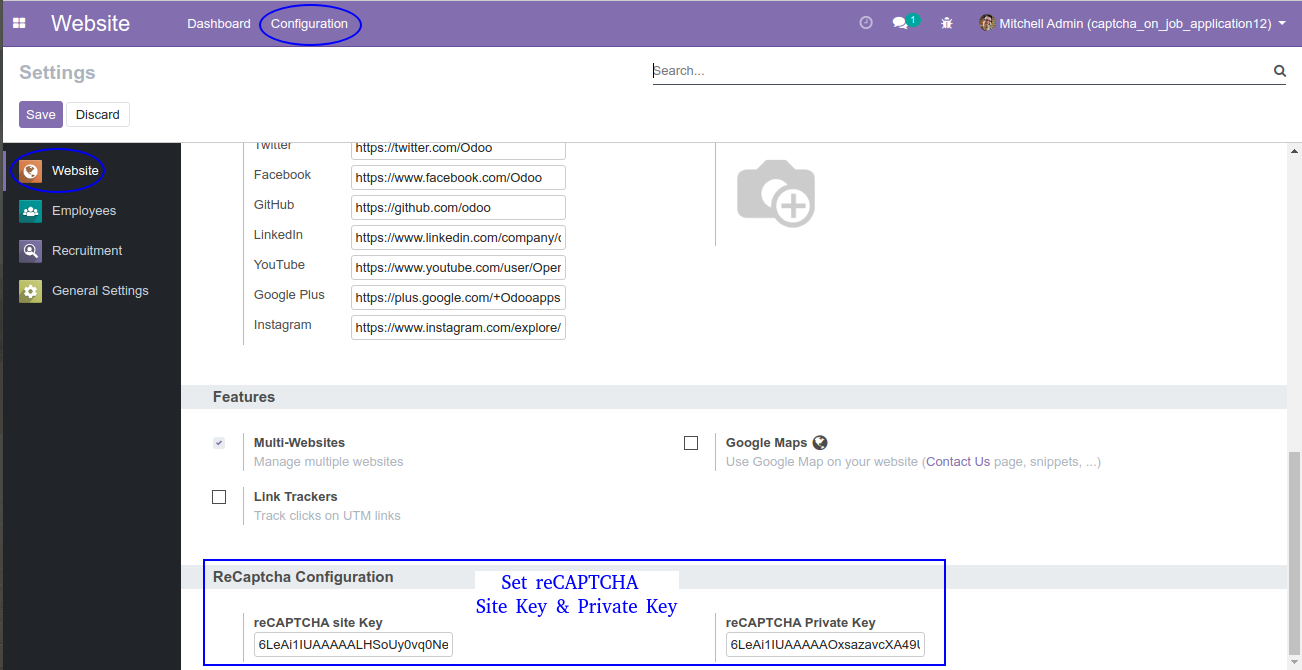 Website Dashboard Configuration 1 Mitchell Admin (captcha_on_job_application12)
Settings Search...
Save Discard
Website
Employees
Recruitment
General Settings
Twitter https://twitter.com/Odoo
Facebook https://www.facebook.com/Odoo
GitHub https://github.com/odoo
LinkedIn https://www.linkedin.com/company/c
YouTube https://www.youtube.com/user/Oper
Google Plus https://plus.google.com/+Odooapps
Instagram https://www.instagram.com/explore/
Features
Multi-Websites
Manage multiple websites
Google Maps
Use Google Map on your website (Contact Us page, snippets, ...)
Link Trackers
Track clicks on UTM links
ReCaptcha Configuration
Set reCAPTCHA
Site Key & Private Key
reCAPTCHA site Key
6LeAi1IUAAAAALHSoUy0vq0Ne
reCAPTCHA Private Key
6LeAi1IUAAAAAOxsazavcXA49U